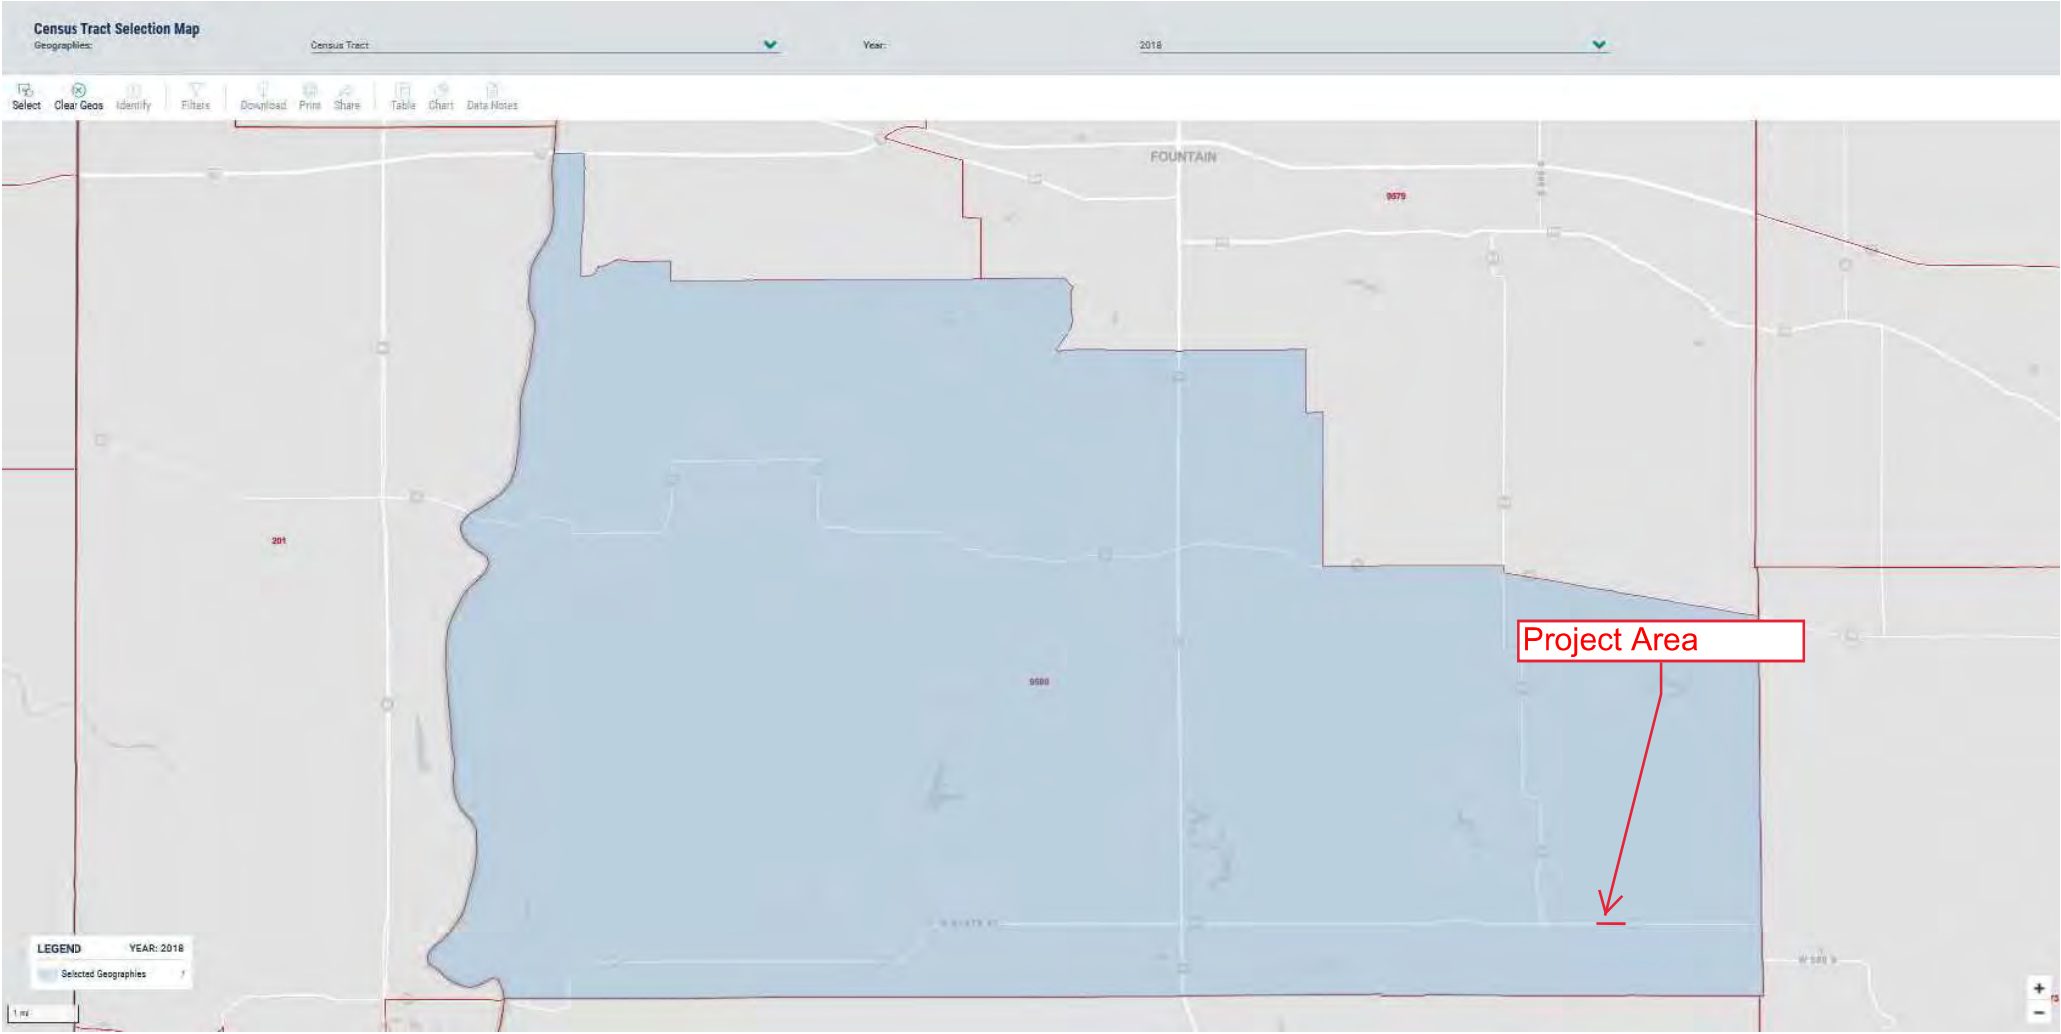 Census Tract Selection Map
Geographies:
Census Tract
Year:
2018
Select
Clear Geos
Identify
Filters
Download
Print
Share
Table
Chart
Data Notes
FOUNTAIN
9579
201
Project Area
9580
LEGEND
YEAR: 2018
Selected Geographies
W 500 S
1 mi
+
−